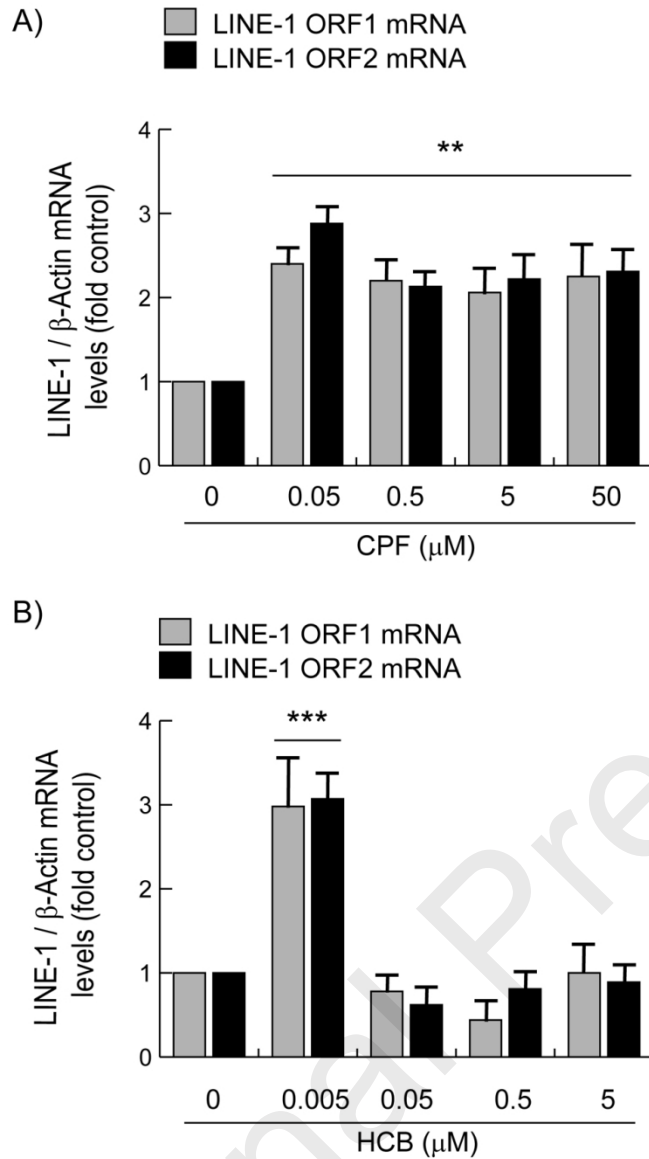 A)
LINE-1 ORF1 mRNA
LINE-1 ORF2 mRNA
LINE-1 / β-Actin mRNA
levels (fold control)
4
3
2
1
0
**
0 0.05 0.5 5 50
CPF (μM)
B)
LINE-1 ORF1 mRNA
LINE-1 ORF2 mRNA
LINE-1 / β-Actin mRNA
levels (fold control)
4
3
2
1
0
***
0 0.005 0.05 0.5 5
HCB (μM)
nal Pre